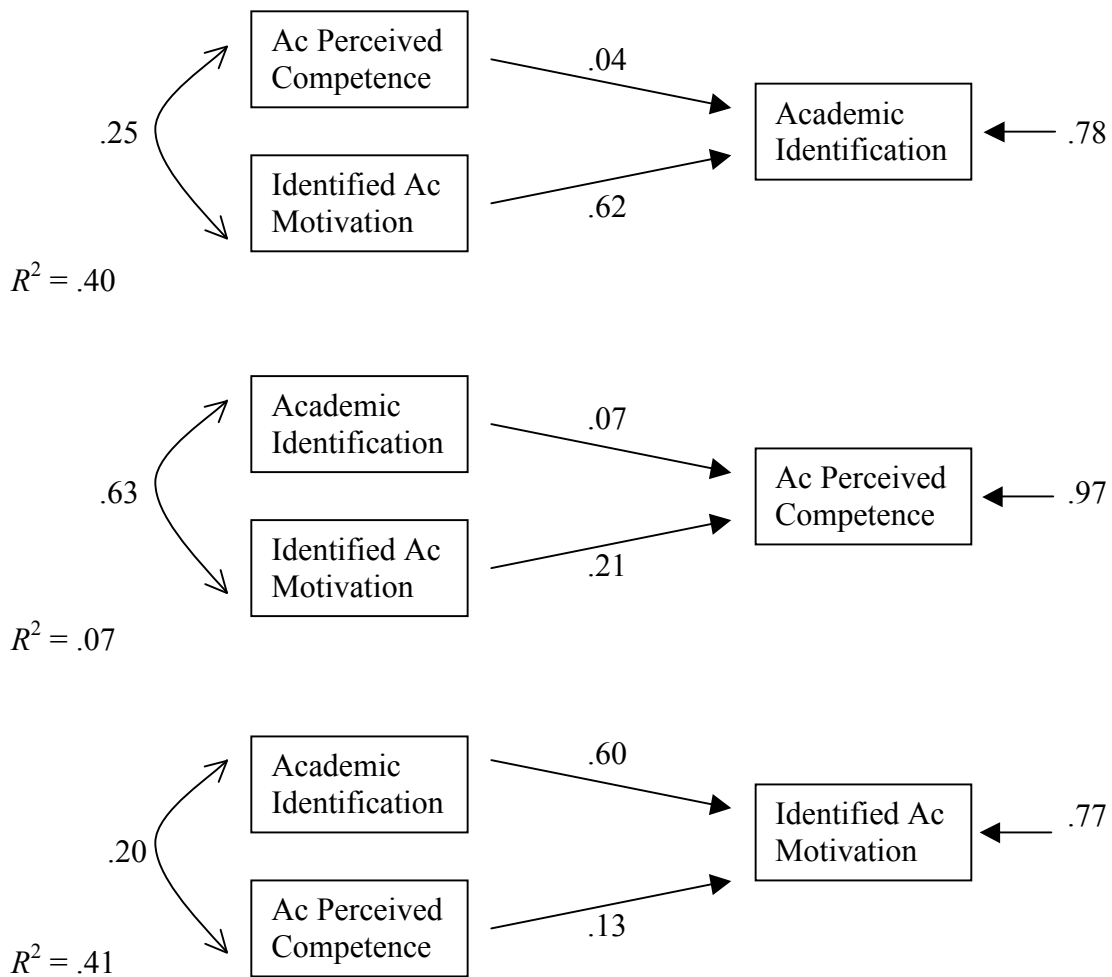 Ac Perceived
Competence
.04
Academic
Identification
.78
.25
Identified Ac
Motivation
.62
R² = .40
Academic
Identification
.07
Ac Perceived
Competence
.97
.63
Identified Ac
Motivation
.21
R² = .07
Academic
Identification
.60
Identified Ac
Motivation
.77
.20
Ac Perceived
Competence
.13
R² = .41